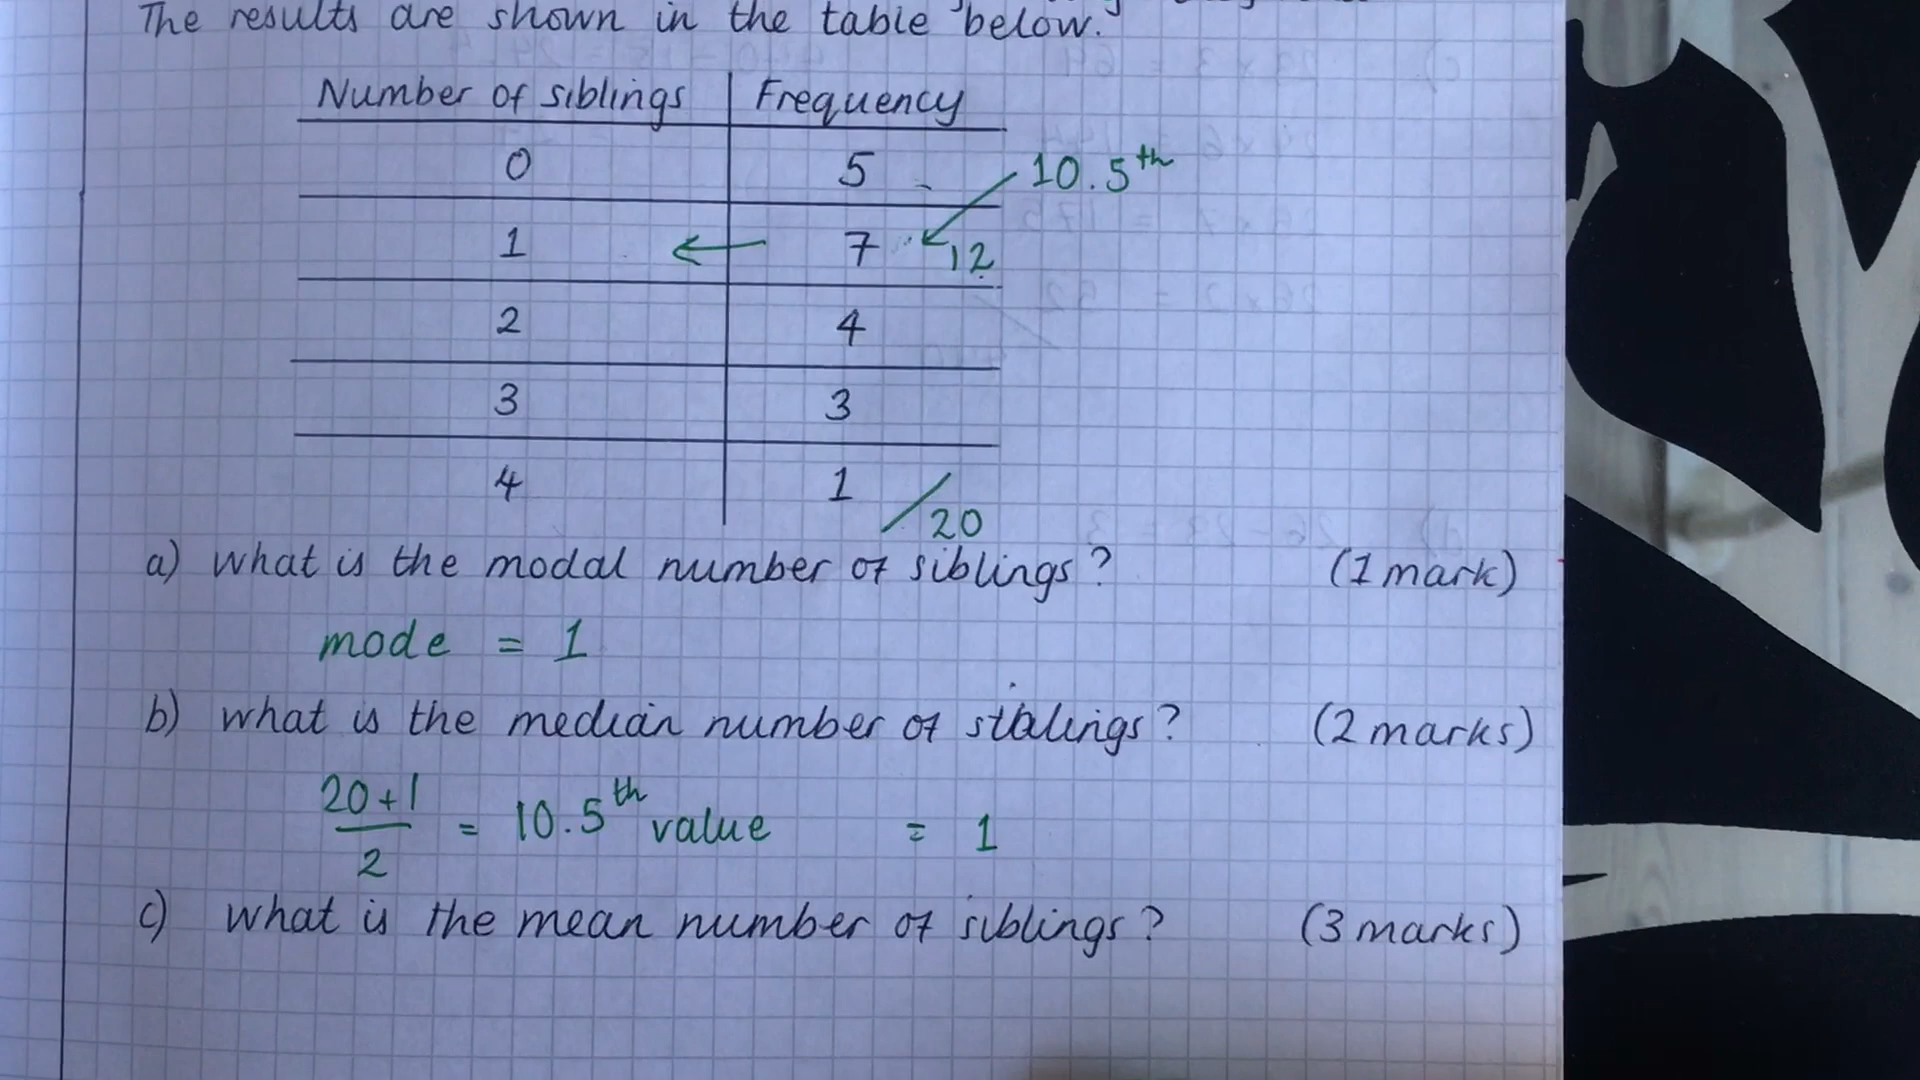 The results are shown in the table below.
Number of siblings Frequency
0 5 10.5th
1 7 12
2 4
3 3
4 1 /20
a) what is the modal number of siblings? (1 mark)
mode = 1
b) what is the median number of siblings? (2 marks)
20+1
2
= 10.5th value = 1
c) what is the mean number of siblings? (3 marks)